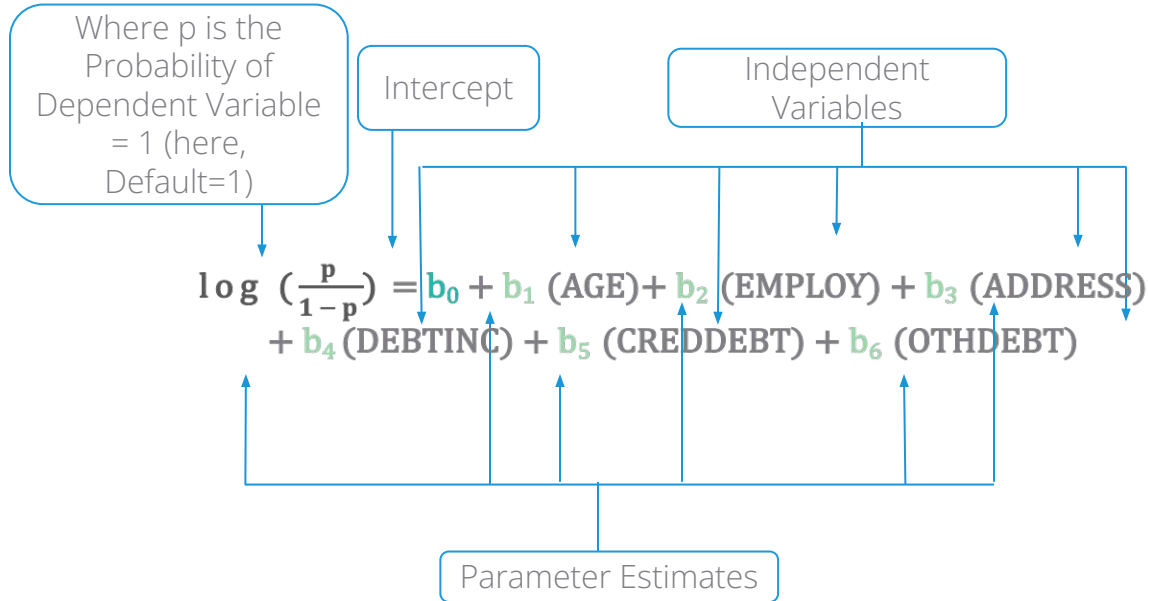 Where p is the
Probability of
Dependent Variable
= 1 (here,
Default=1)
Intercept
Independent
Variables
log (p/1 − p) = b₀ + b₁ (AGE)+ b₂ (EMPLOY) + b₃ (ADDRESS)
+ b₄ (DEBTINC) + b₅ (CREDDEBT) + b₆ (OTHDEBT)
Parameter Estimates